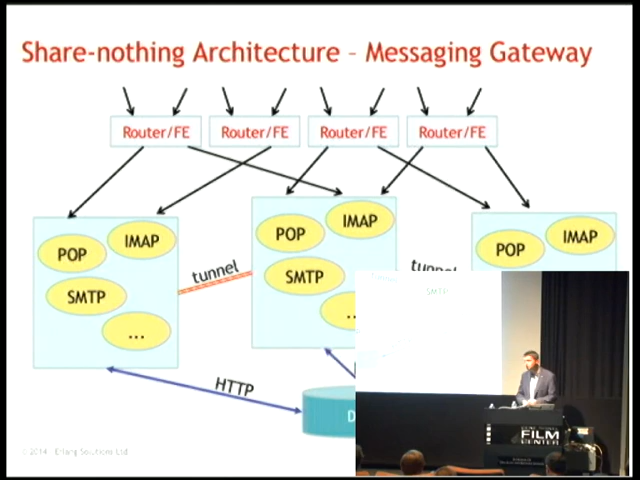 Share-nothing Architecture – Messaging Gateway
Router/FE Router/FE Router/FE Router/FE
POP IMAP SMTP ...
tunnel
POP IMAP SMTP ..
tunnel
POP IMAP
HTTP
D
SMTP
FILM
CENTER
© 2014 - Erlang Solutions Ltd